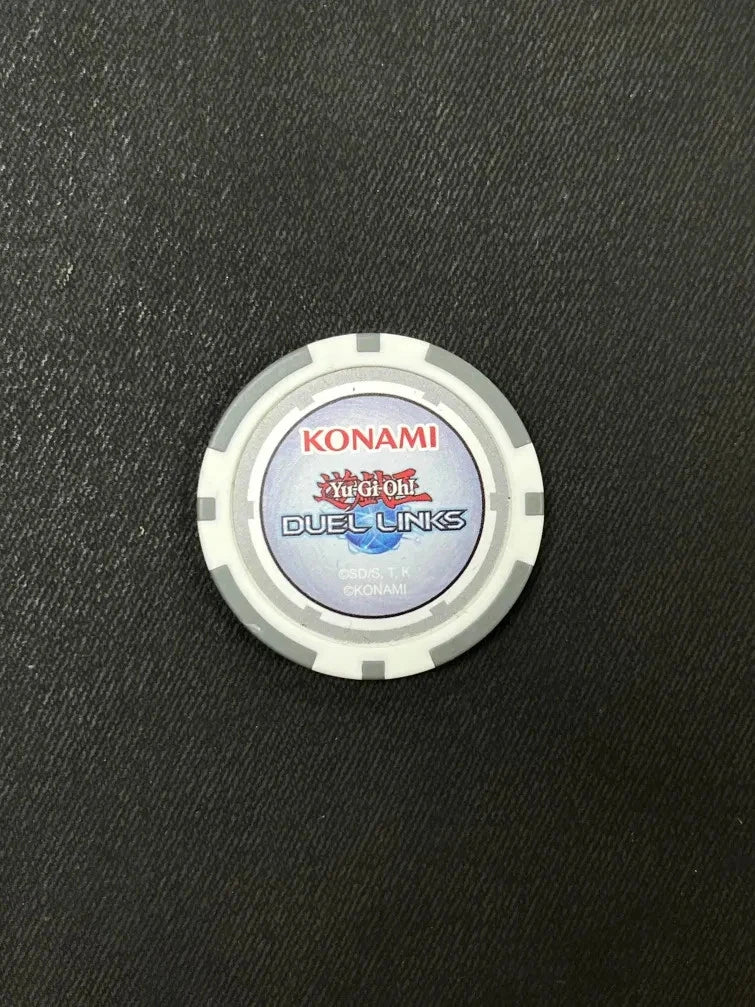 KONAMI
Yu-Gi-Oh!
DUEL LINKS
©SD/S, T, K
©KONAMI